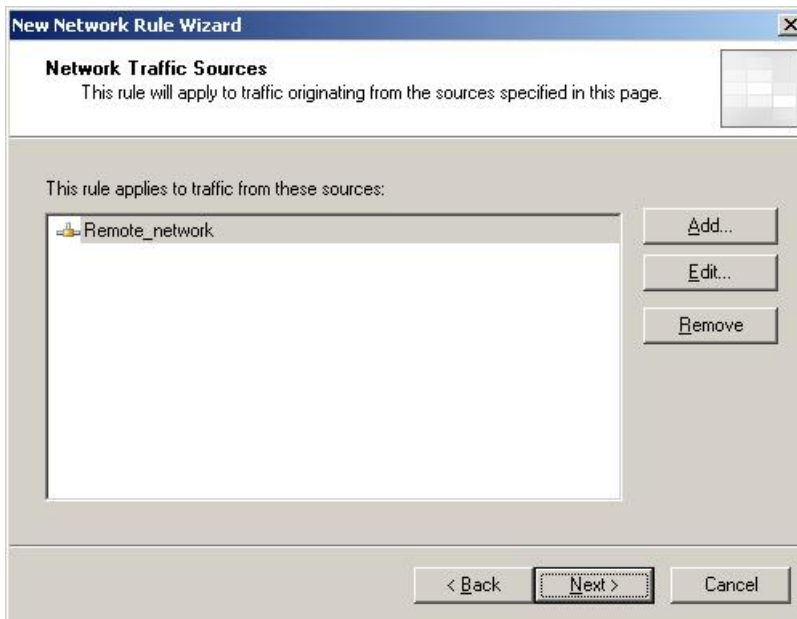 New Network Rule Wizard
Network Traffic Sources
This rule will apply to traffic originating from the sources specified in this page.
This rule applies to traffic from these sources:
Remote_network
Add...
Edit...
Remove
< Back
Next >
Cancel